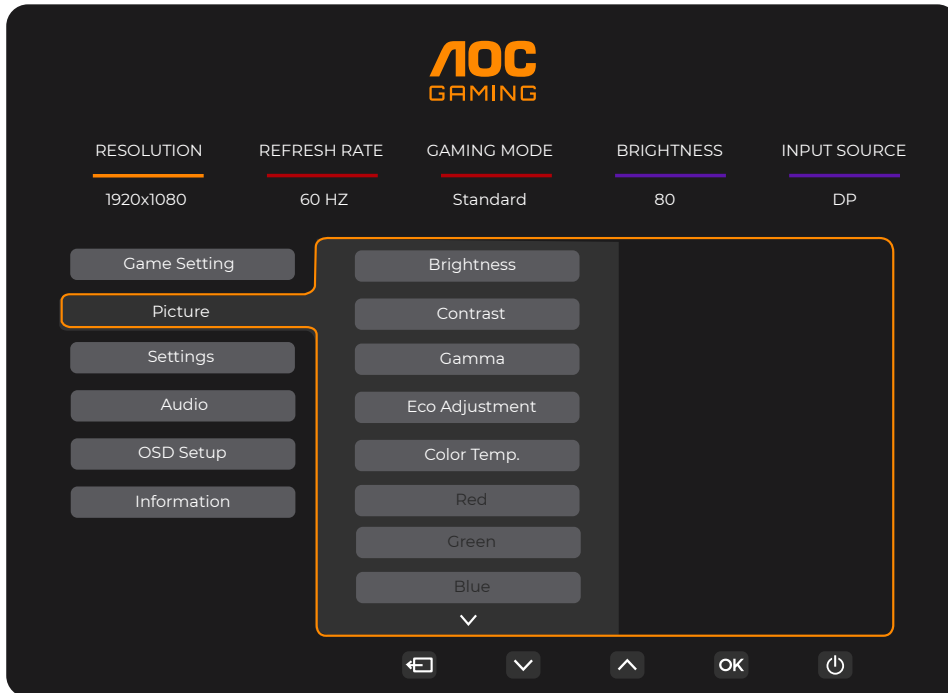 AOC
GAMING
RESOLUTION REFRESH RATE GAMING MODE BRIGHTNESS INPUT SOURCE
1920x1080 60 HZ Standard 80 DP
Game Setting
Picture
Settings
Audio
OSD Setup
Information
Brightness
Contrast
Gamma
Eco Adjustment
Color Temp.
Red
Green
Blue
OK